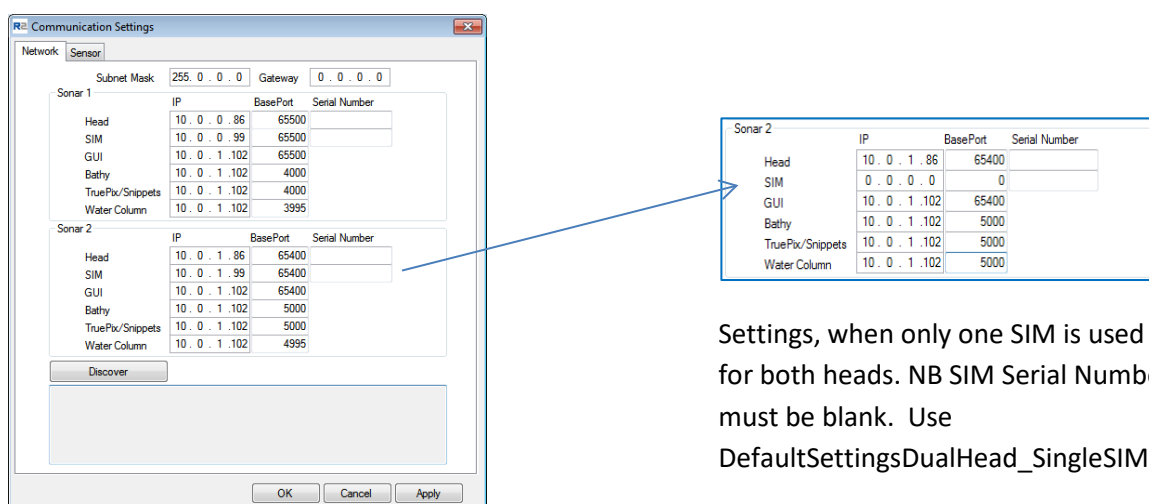 R2 Communication Settings
Network Sensor
Subnet Mask 255. 0 . 0 . 0 Gateway 0 . 0 . 0 . 0
Sonar 1
IP BasePort Serial Number
Head 10 . 0 . 0 . 86 65500
SIM 10 . 0 . 0 . 99 65500
GUI 10 . 0 . 1 .102 65500
Bathy 10 . 0 . 1 .102 4000
TruePix/Snippets 10 . 0 . 1 .102 4000
Water Column 10 . 0 . 1 .102 3995
Sonar 2
IP BasePort Serial Number
Head 10 . 0 . 1 . 86 65400
SIM 10 . 0 . 1 . 99 65400
GUI 10 . 0 . 1 .102 65400
Bathy 10 . 0 . 1 .102 5000
TruePix/Snippets 10 . 0 . 1 .102 5000
Water Column 10 . 0 . 1 .102 4995
Discover
OK Cancel Apply
Sonar 2
IP BasePort Serial Number
Head 10 . 0 . 1 . 86 65400
SIM 0 . 0 . 0 . 0 0
GUI 10 . 0 . 1 .102 65400
Bathy 10 . 0 . 1 .102 5000
TruePix/Snippets 10 . 0 . 1 .102 5000
Water Column 10 . 0 . 1 .102 5000
Settings, when only one SIM is used
for both heads. NB SIM Serial Numbe
must be blank. Use
DefaultSettingsDualHead_SingleSIM